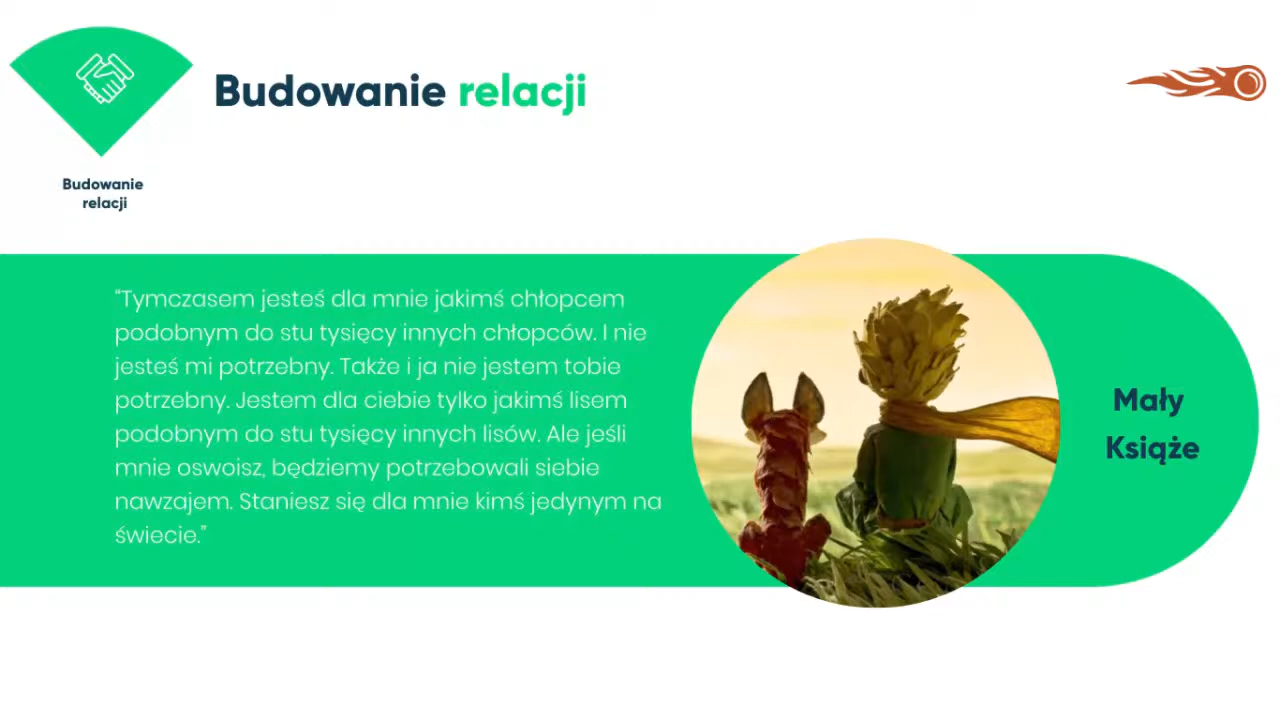 Budowanie relacji
Budowanie
relacji
“Tymczasem jesteś dla mnie jakimś chłopcem
podobnym do stu tysięcy innych chłopców. I nie
jesteś mi potrzebny. Także i ja nie jestem tobie
potrzebny. Jestem dla ciebie tylko jakimś lisem
podobnym do stu tysięcy innych lisów. Ale jeśli
mnie oswoisz, będziemy potrzebowali siebie
nawzajem. Staniesz się dla mnie kimś jedynym na
świecie.”
Mały
Książe